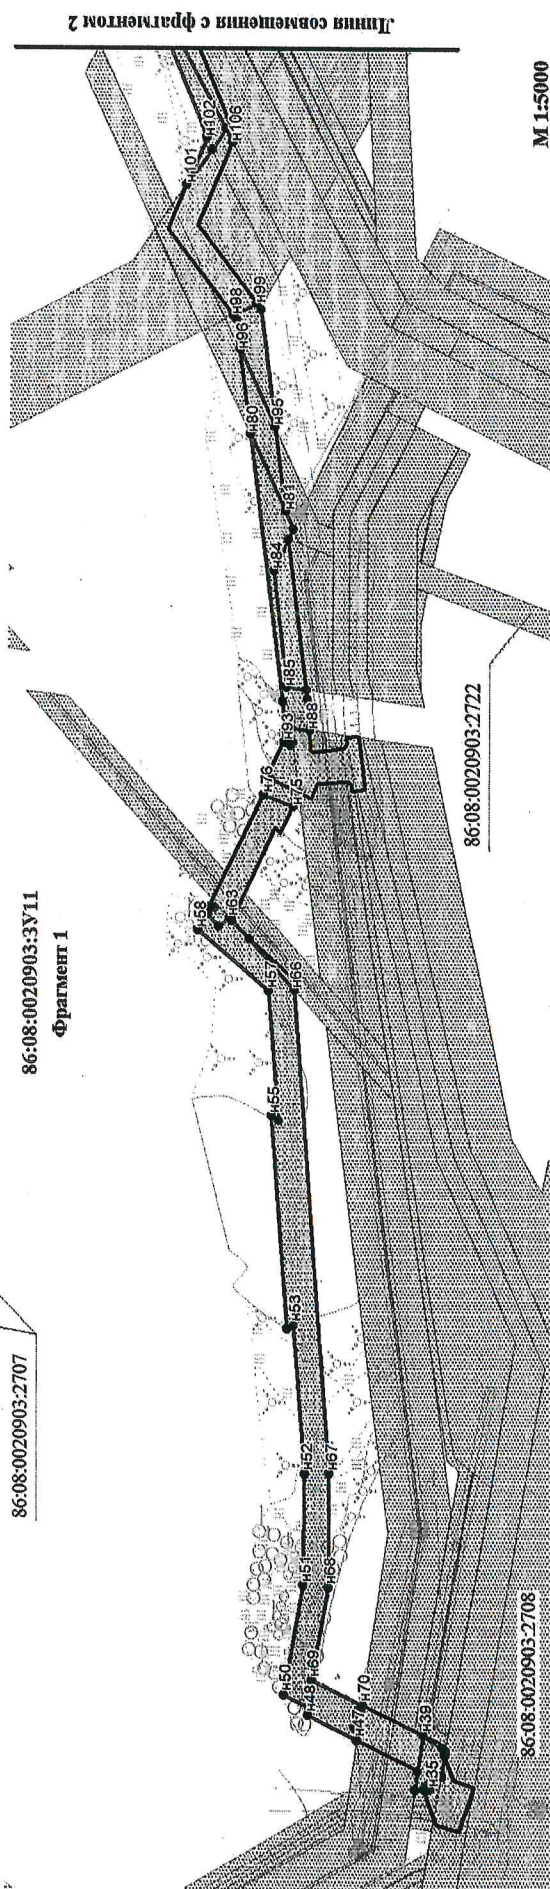 86:08:0020903:2707
86:08:0020903:ЗУ11
Фрагмент 1
Линия совмещения с фрагментом 2
н50
н48
н69
н47
н70
н39
н35
н51
н68
н52
н67
н53
н55
н57
н66
н58
н63
н76
н75
н93
н88
н85
н84
н81
н80
н95
н96
н98
н99
н101
н102
н106
86:08:0020903:2708
86:08:0020903:2722
М 1:5000